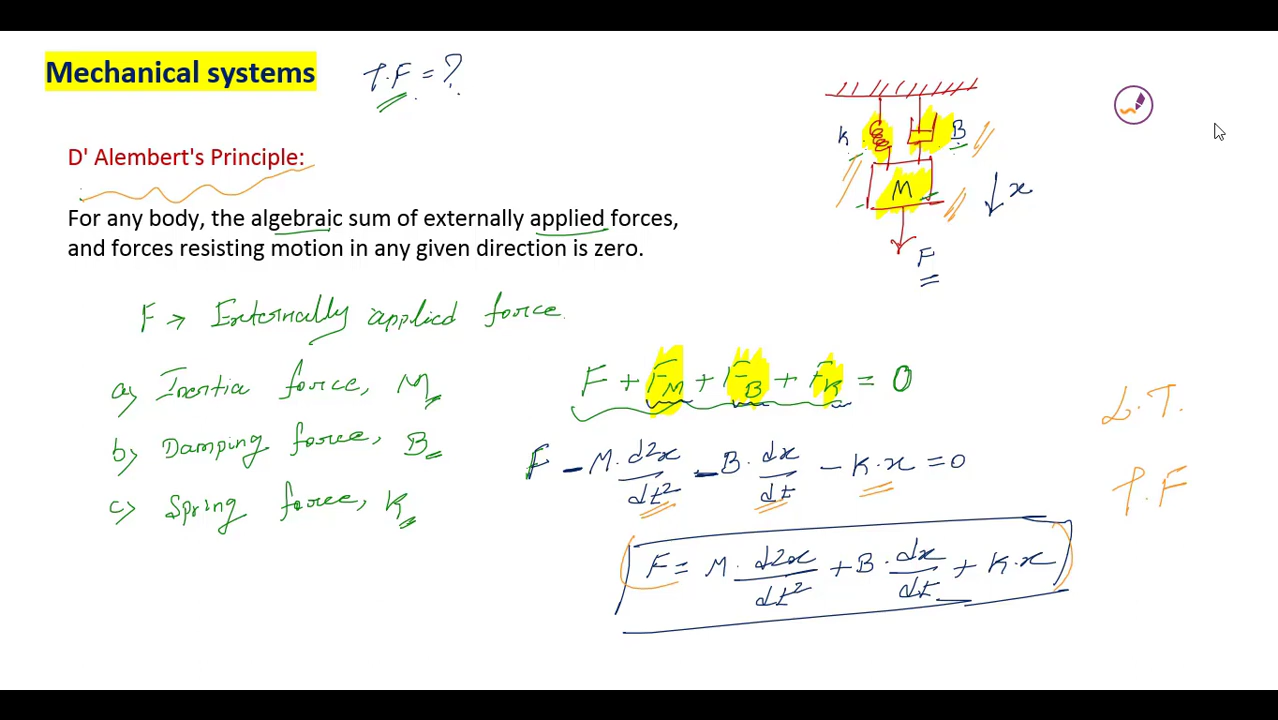 Mechanical systems
T.F = ?
D' Alembert's Principle:
For any body, the algebraic sum of externally applied forces,
and forces resisting motion in any given direction is zero.
K
B
M
x
F
F → Externally applied force.
a) Inertia force, M
b) Damping force, B
c) Spring force, K
F + F_M + F_B + F_K = 0
F - M. d2x/dt² - B. dx/dt - K.x = 0
F = M. d2x/dt² + B. dx/dt + K.x
L.T.
T.F